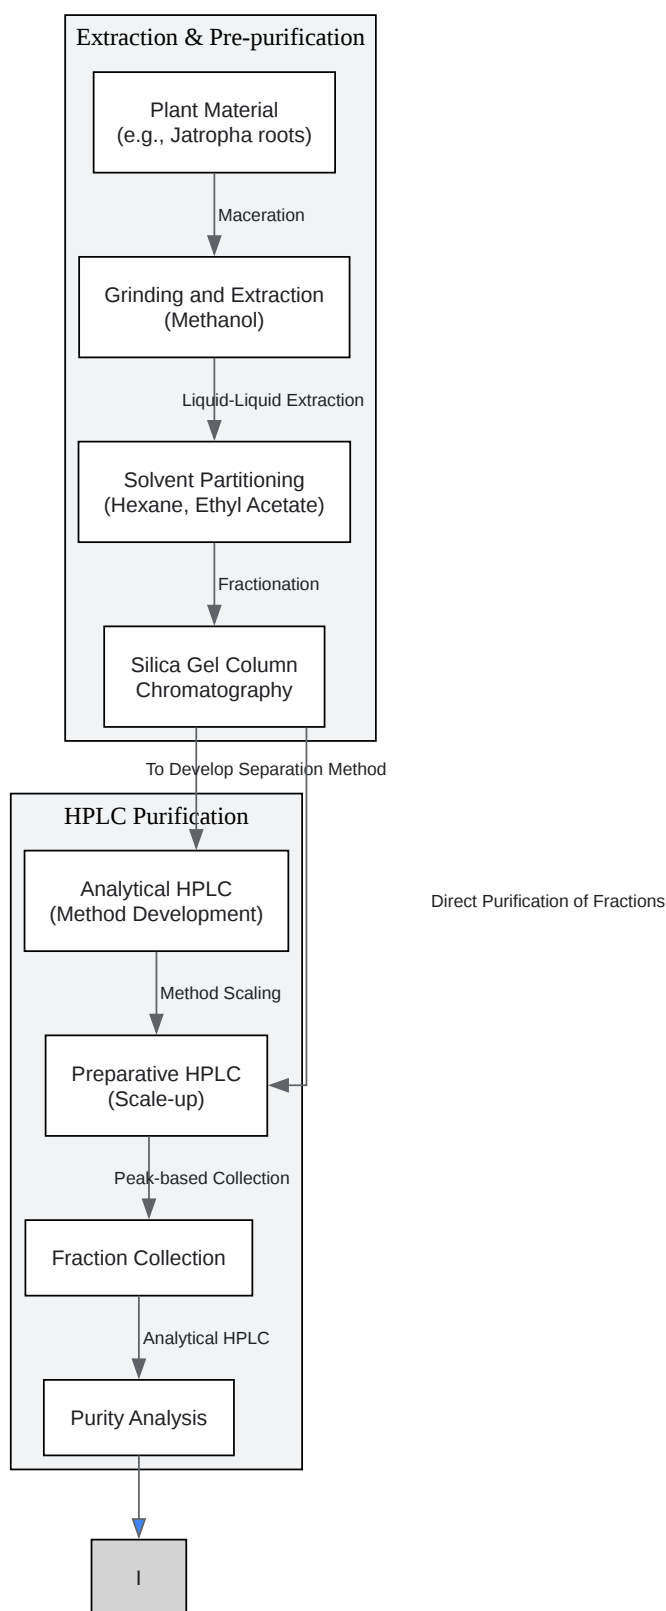 Extraction & Pre-purification
Plant Material
(e.g., Jatropha roots)
Maceration
Grinding and Extraction
(Methanol)
Liquid-Liquid Extraction
Solvent Partitioning
(Hexane, Ethyl Acetate)
Fractionation
Silica Gel Column
Chromatography
To Develop Separation Method
HPLC Purification
Analytical HPLC
(Method Development)
Direct Purification of Fractions
Method Scaling
Preparative HPLC
(Scale-up)
Peak-based Collection
Fraction Collection
Analytical HPLC
Purity Analysis
I